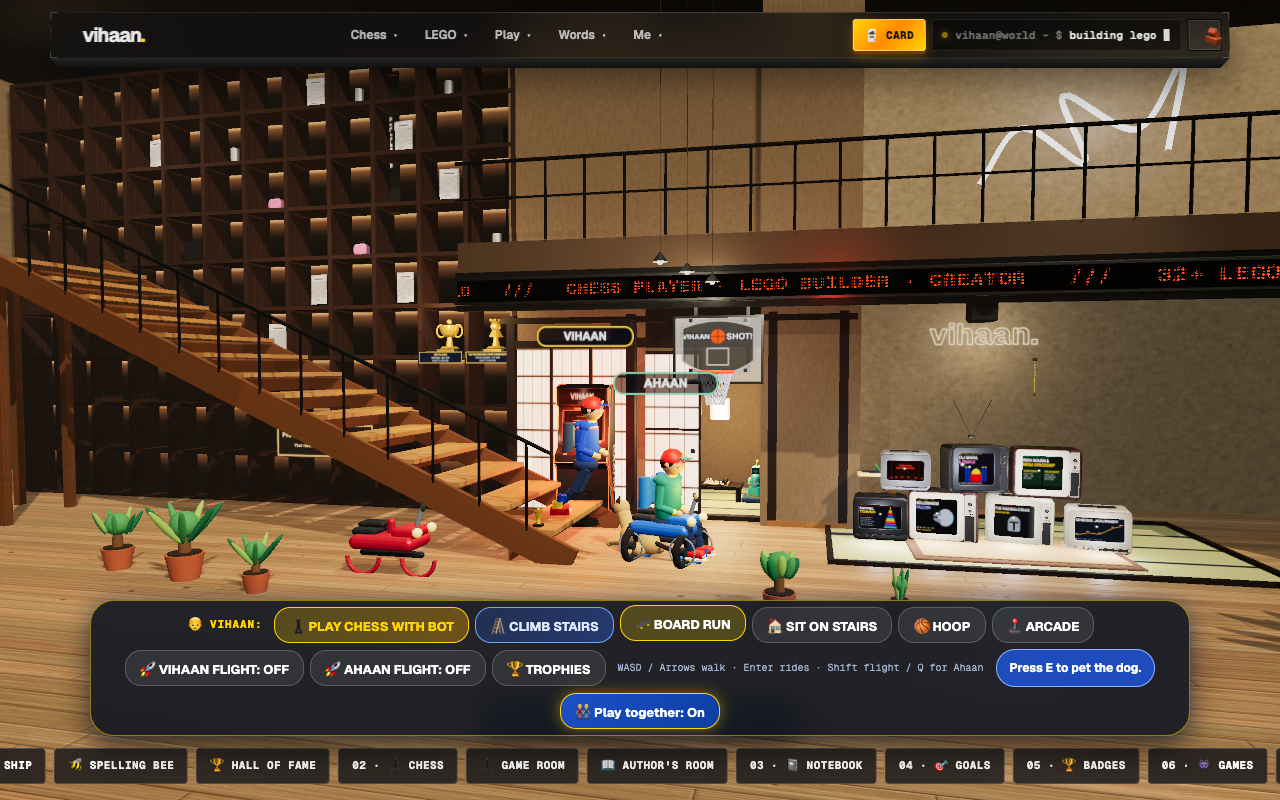 vihaan.
Chess
LEGO
Play
Words
Me
CARD
vihaan@world ~ $ building lego
/// CHESS PLAYER · LEGO BUILDER · CREATOR /// 32+ LEGO
vihaan.
VIHAAN
VIHAAN SHOT!
AHAAN
VIHAAN
CHESS JOURNEY
VIHAAN:
PLAY CHESS WITH BOT
CLIMB STAIRS
BOARD RUN
SIT ON STAIRS
HOOP
ARCADE
VIHAAN FLIGHT: OFF
AHAAN FLIGHT: OFF
TROPHIES
WASD / Arrows walk · Enter rides · Shift flight / Q for Ahaan
Press E to pet the dog.
Play together: On
SHIP
SPELLING BEE
HALL OF FAME
02 · CHESS
GAME ROOM
AUTHOR'S ROOM
03 · NOTEBOOK
04 · GOALS
05 · BADGES
06 · GAMES